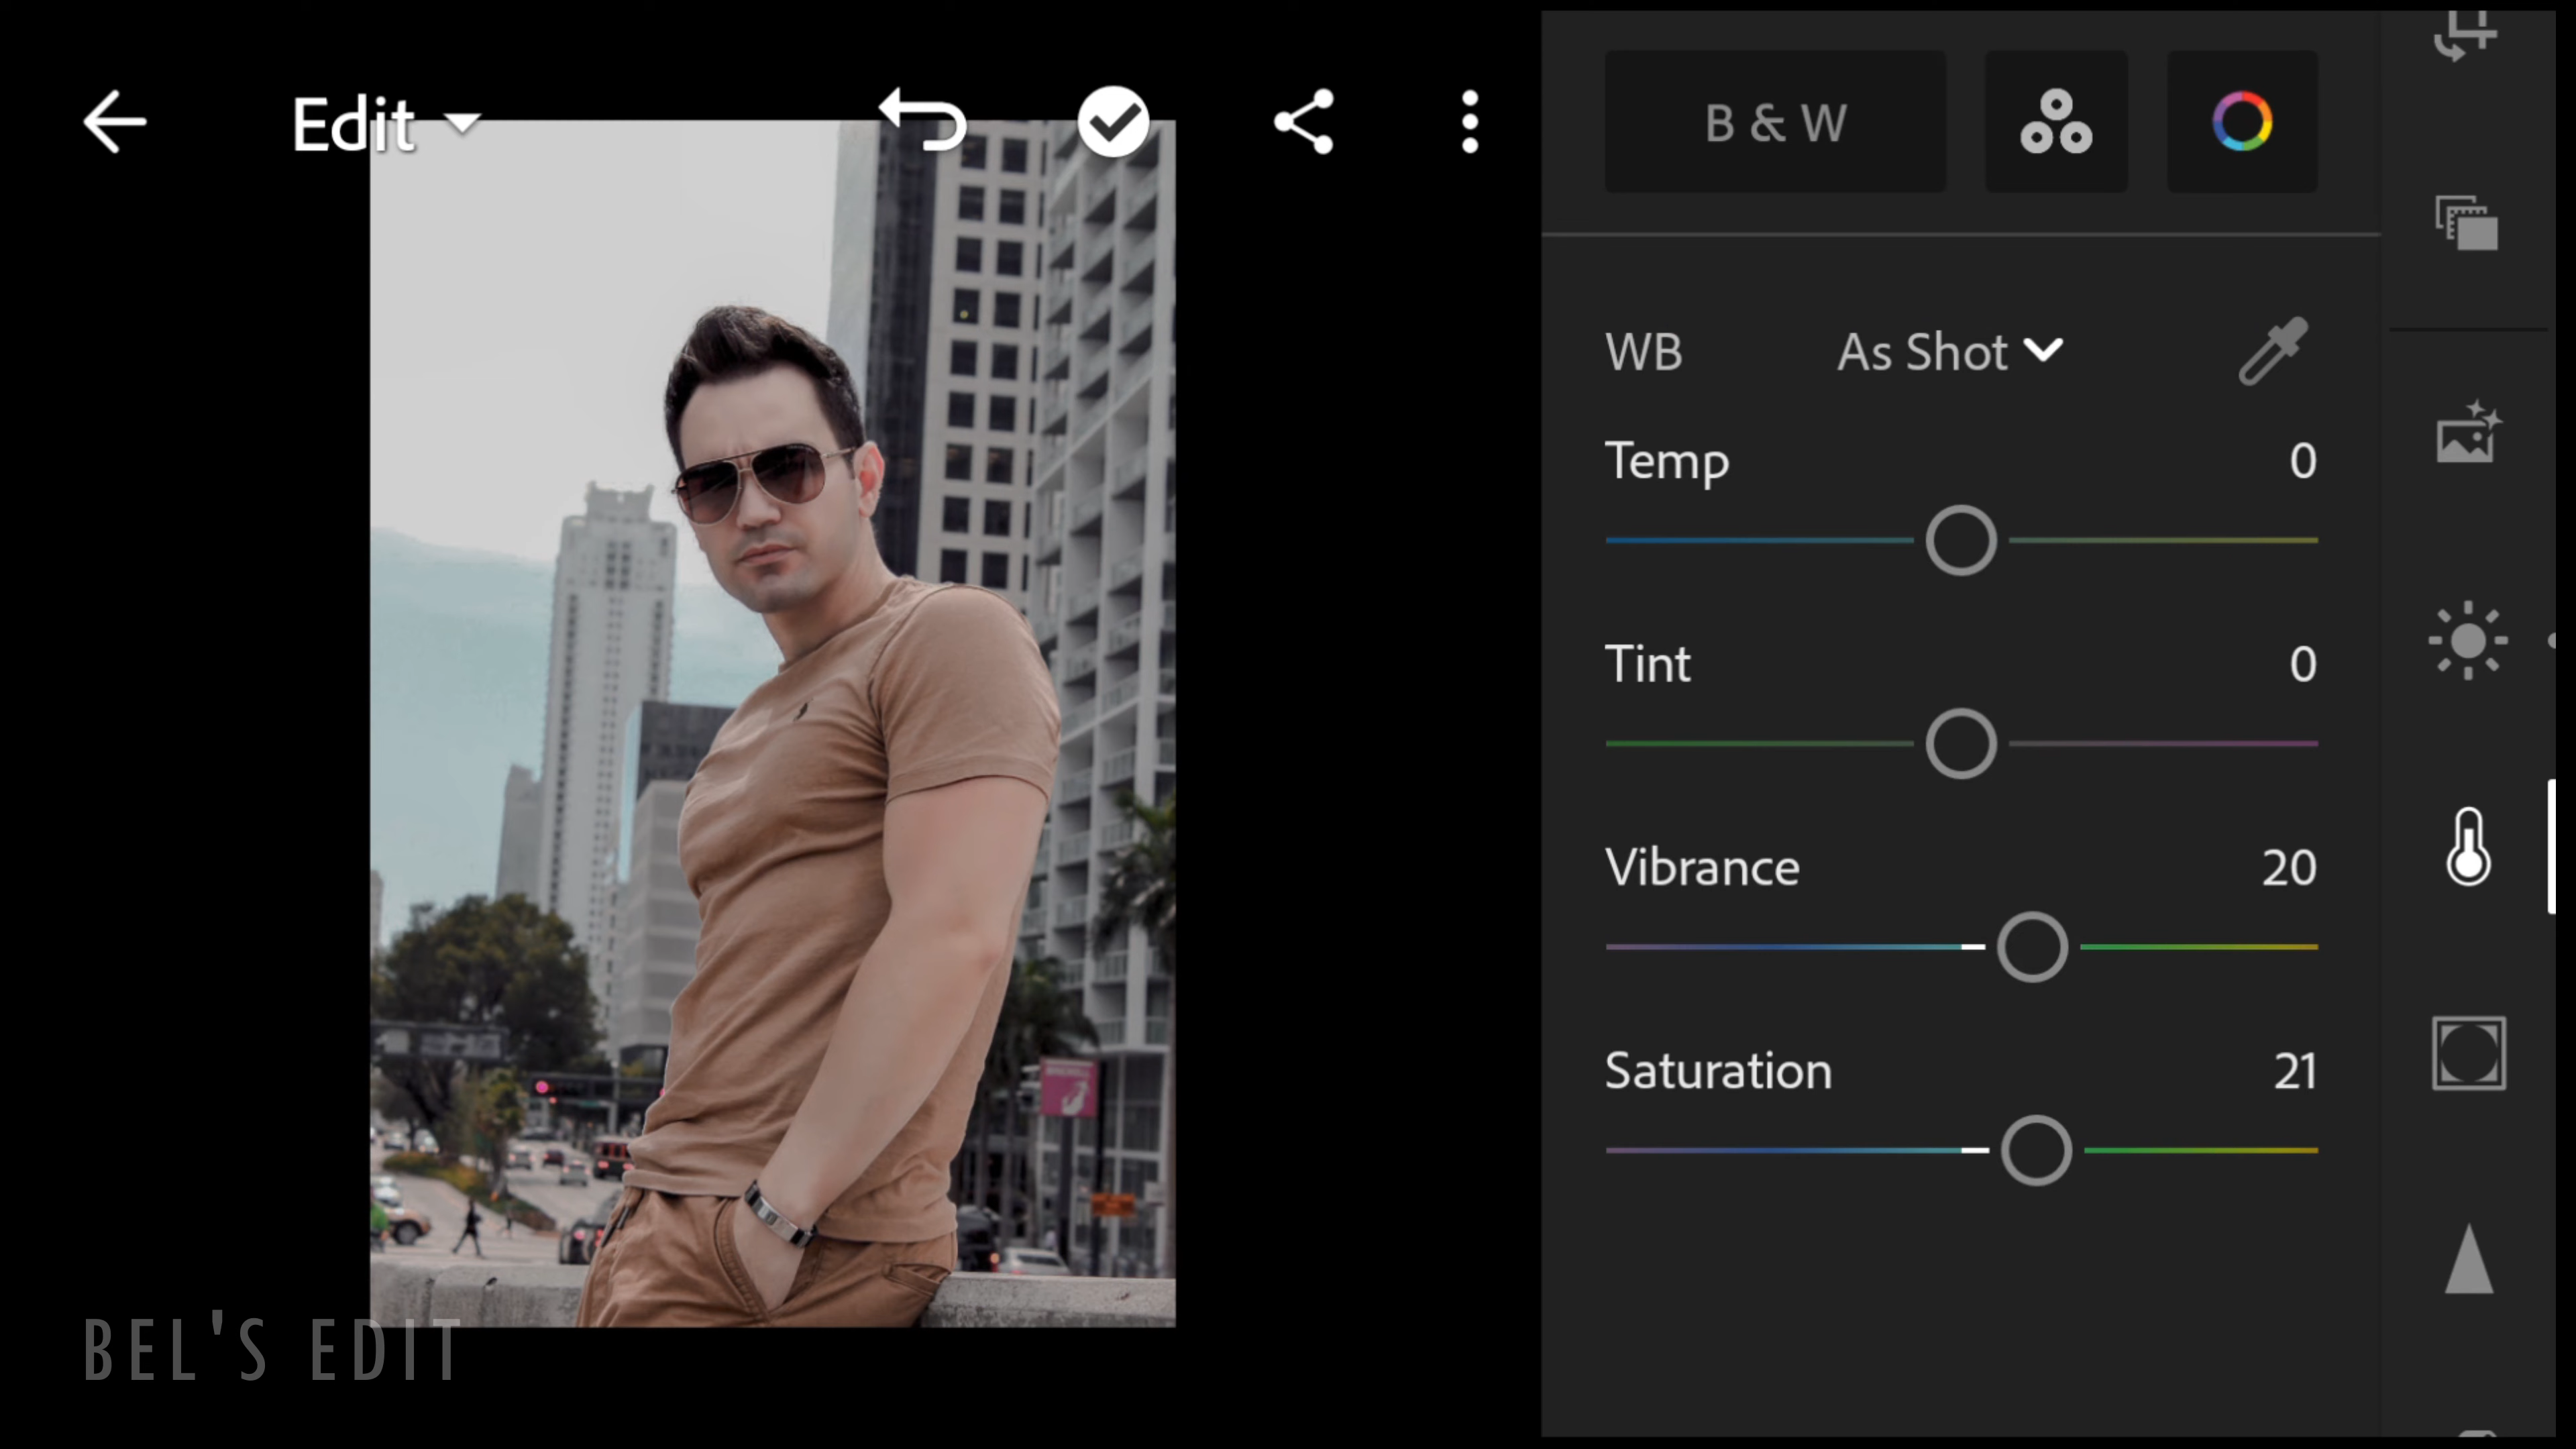 Edit
B & W
WB As Shot
Temp 0
Tint 0
Vibrance 20
Saturation 21
BEL'S EDIT